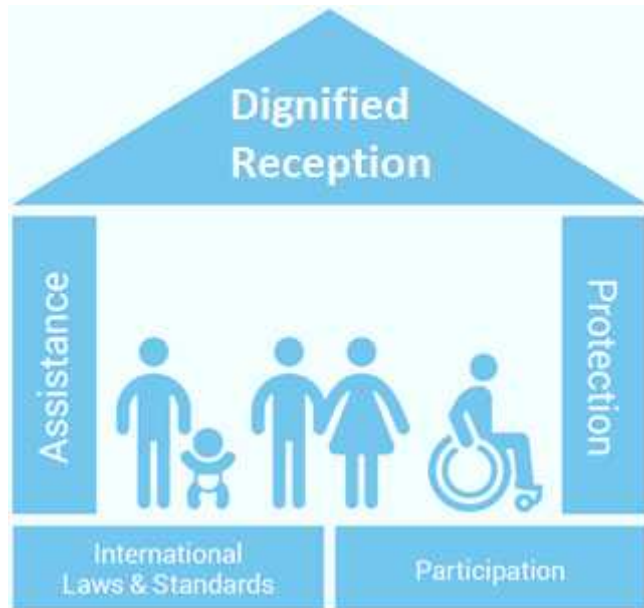 Dignified
Reception
Assistance
Protection
International
Laws & Standards
Participation